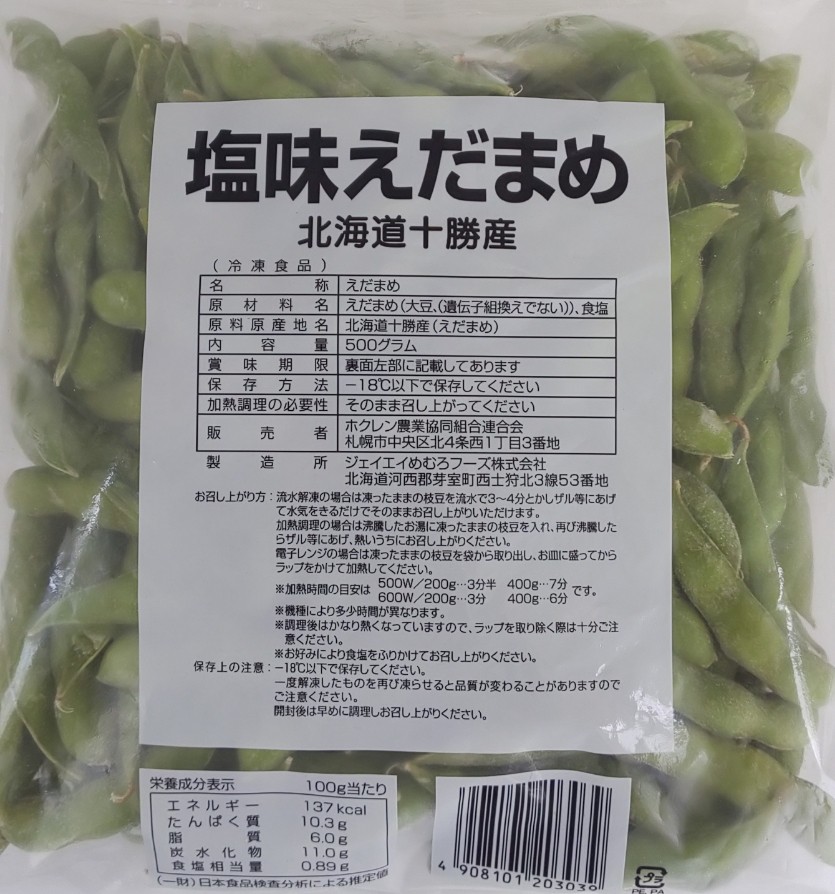 塩味えだまめ
北海道十勝産
(冷凍食品)
名称 えだまめ
原材料名 えだまめ(大豆、(遺伝子組換えでない))、食塩
原料原産地名 北海道十勝産(えだまめ)
内容量 500グラム
賞味期限 裏面左部に記載してあります
保存方法 −18℃以下で保存してください
加熱調理の必要性 そのまま召し上がってください
販売者 ホクレン農業協同組合連合会
札幌市中央区北4条西1丁目3番地
製造所 ジェイエイめむろフーズ株式会社
北海道河西郡芽室町西士狩北3線53番地
お召し上がり方:流水解凍の場合は凍ったままの枝豆を流水で3〜4分とかしザル等にあげ
て水気をきるだけでそのままお召し上がりいただけます。
加熱調理の場合は沸騰したお湯に凍ったままの枝豆を入れ、再び沸騰した
らザル等にあげ、熱いうちにお召し上がりください。
電子レンジの場合は凍ったままの枝豆を袋から取り出し、お皿に盛ってから
ラップをかけて加熱してください。
※加熱時間の目安は 500W/200g…3分半 400g…7分 です。
600W/200g…3分 400g…6分
※機種により多少時間が異なります。
※調理後はかなり熱くなっていますので、ラップを取り除く際は十分ご注
意ください。
※お好みにより食塩をふりかけてお召し上がりください。
保存上の注意:−18℃以下で保存してください。
一度解凍したものを再び凍らせると品質が変わることがありますので
ご注意ください。
開封後は早めに調理しお召し上がりください。
栄養成分表示 100g当たり
エネルギー 137kcal
たんぱく質 10.3g
脂質 6.0g
炭水化物 11.0g
食塩相当量 0.89g
(一財)日本食品検査分析による推定値
4 908101 203039
プラ
PE,PA